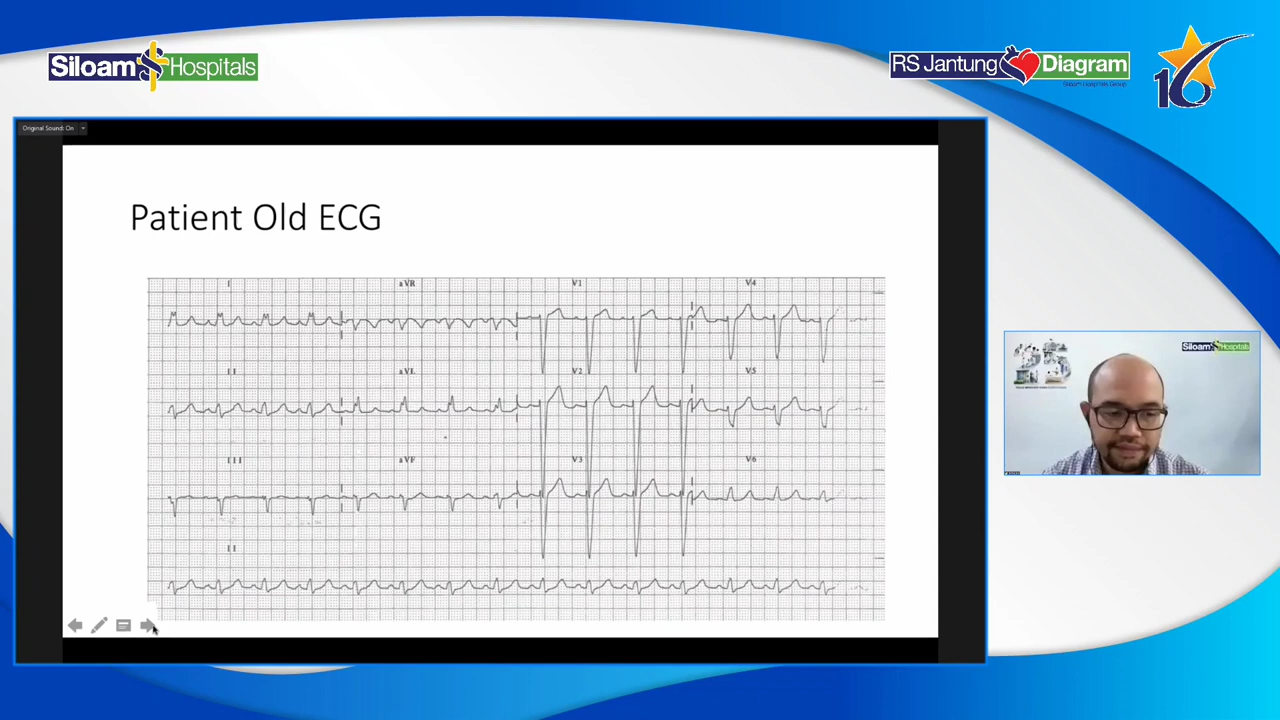 Siloam Hospitals
RS Jantung Diagram
Siloam Hospitals Group
16
Original Sound: On
Patient Old ECG
I aVR V1 V4
II aVL V2 V5
III aVF V3 V6
II
Siloam Hospitals